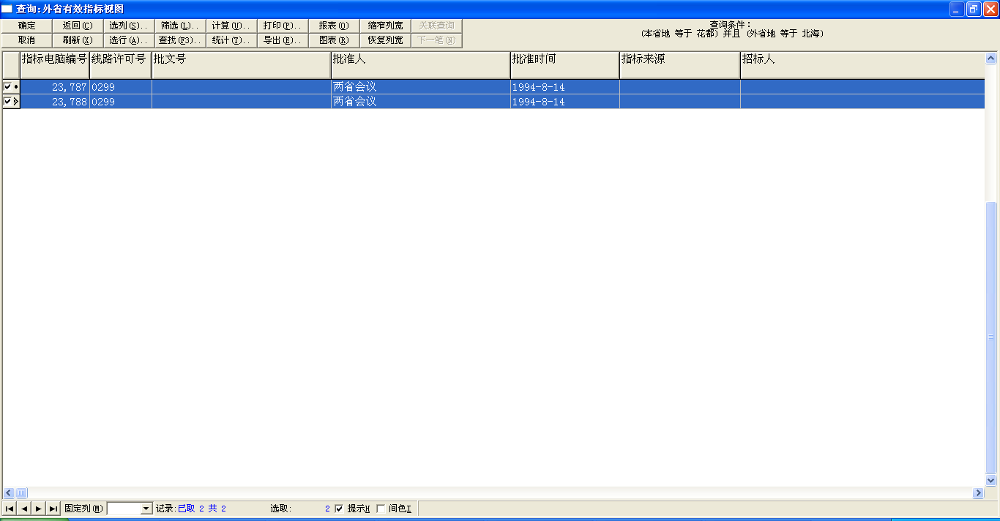 查询:外省有效指标视图
确定 返回(C) 选列(S).. 筛选(L).. 计算(U).. 打印(P).. 报表(O) 缩窄列宽 关联查询
取消 刷新(X) 选行(A).. 查找(F3).. 统计(T).. 导出(E).. 图表(R) 恢复列宽 下一笔(N)
查询条件:
(本省地 等于 花都) 并且 (外省地 等于 北海)
指标电脑编号 线路许可号 批文号 批准人 批准时间 指标来源 招标人
23,787 0299 两省会议 1994-8-14
23,788 0299 两省会议 1994-8-14
固定列(M) 记录:已取 2 共 2 选取: 2 提示H 间色I